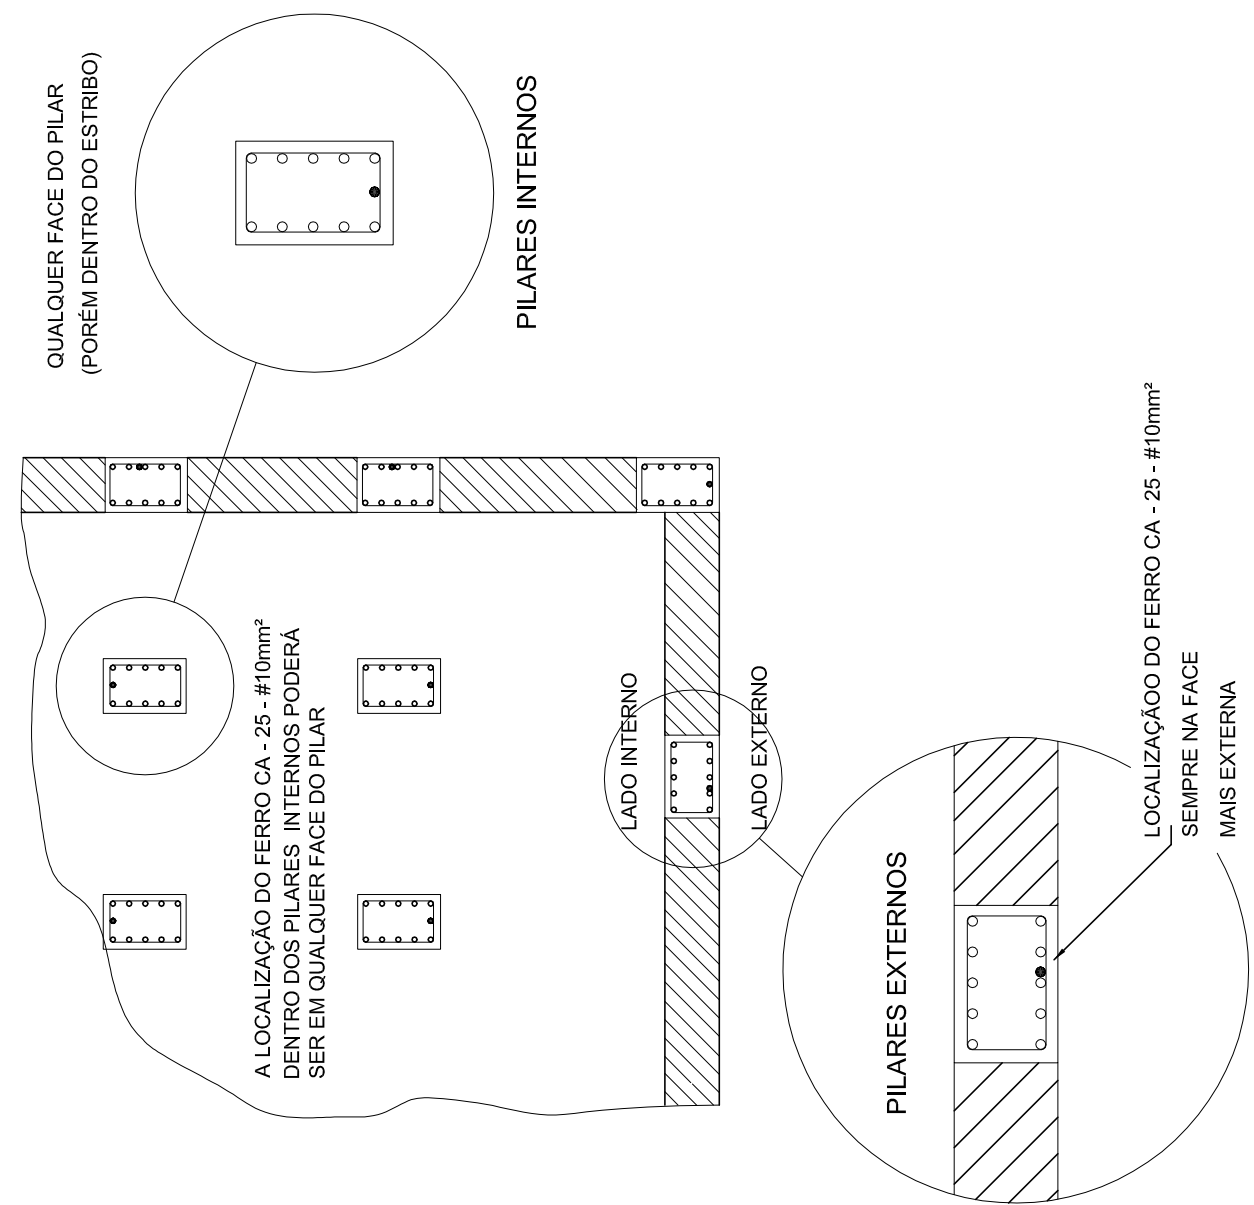 QUALQUER FACE DO PILAR
(PORÉM DENTRO DO ESTRIBO)
PILARES INTERNOS
A LOCALIZAÇÃO DO FERRO CA - 25 - #10mm²
DENTRO DOS PILARES INTERNOS PODERÁ
SER EM QUALQUER FACE DO PILAR
LADO INTERNO
LADO EXTERNO
PILARES EXTERNOS
LOCALIZAÇÃOO DO FERRO CA - 25 - #10mm²
SEMPRE NA FACE
MAIS EXTERNA